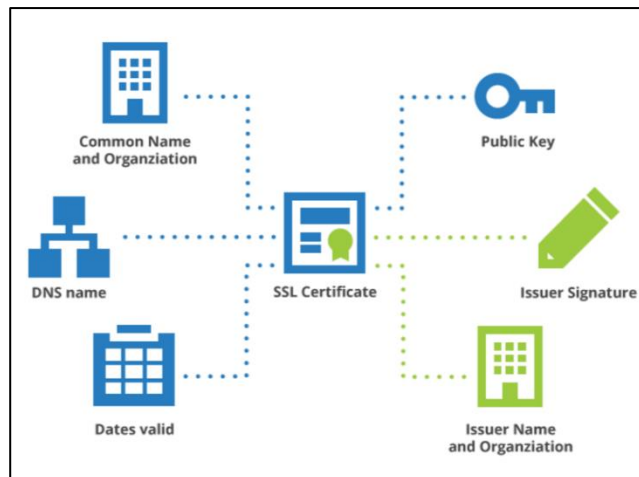 Common Name
and Organziation
Public Key
DNS name
SSL Certificate
Issuer Signature
Dates valid
Issuer Name
and Organziation